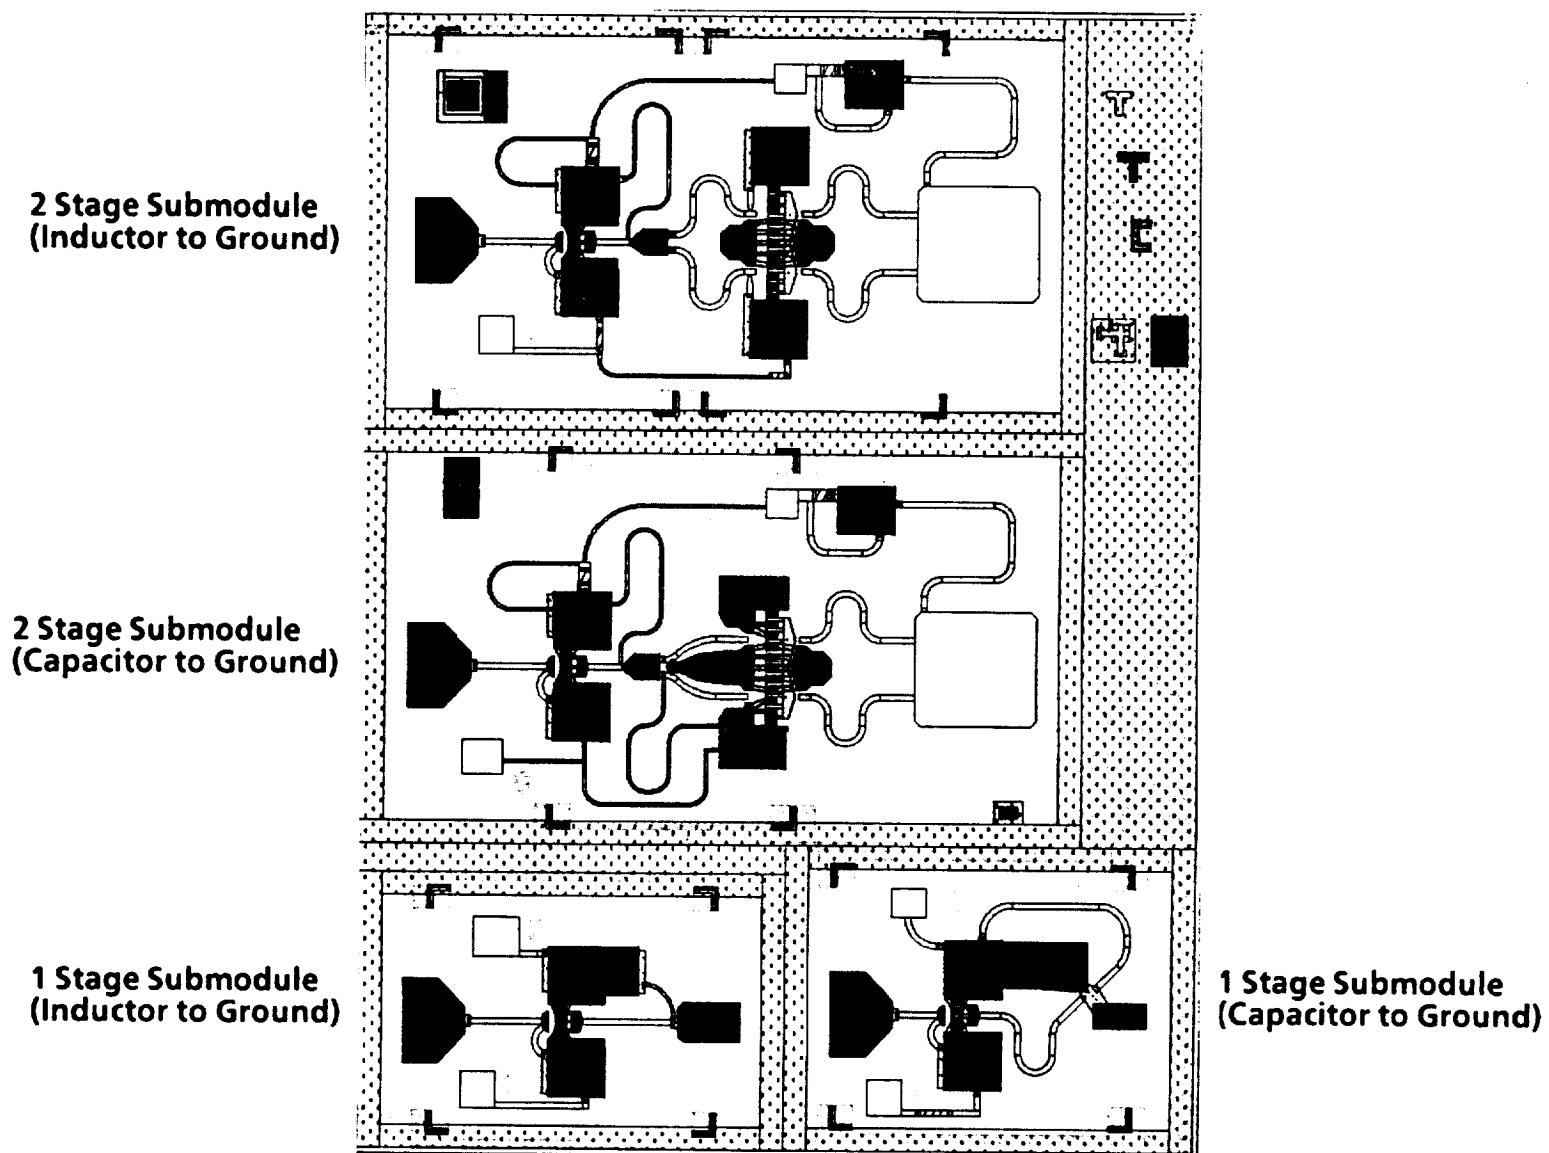 2 Stage Submodule
(Inductor to Ground)
2 Stage Submodule
(Capacitor to Ground)
1 Stage Submodule
(Inductor to Ground)
1 Stage Submodule
(Capacitor to Ground)
T
T